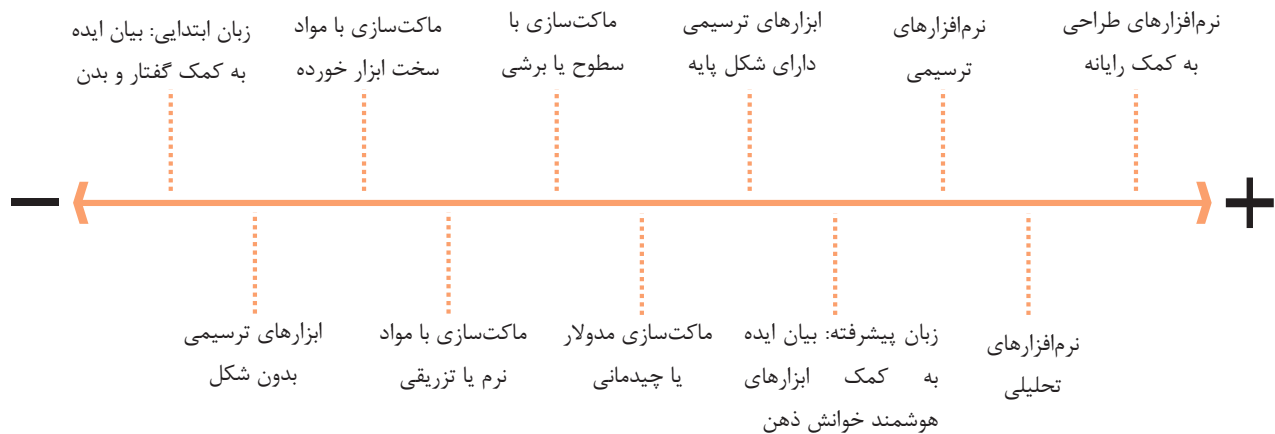 نرم‌افزارهای طراحی
به کمک رایانه
نرم‌افزارهای
ترسیمی
ابزارهای ترسیمی
دارای شکل پایه
ماکت‌سازی با
سطوح یا برشی
ماکت‌سازی با مواد
سخت ابزار خورده
زبان ابتدایی: بیان ایده
به کمک گفتار و بدن
+
−
نرم‌افزارهای
تحلیلی
زبان پیشرفته: بیان ایده
به کمک ابزارهای
هوشمند خوانش ذهن
ماکت‌سازی مدولار
یا چیدمانی
ماکت‌سازی با مواد
نرم یا تزریقی
ابزارهای ترسیمی
بدون شکل